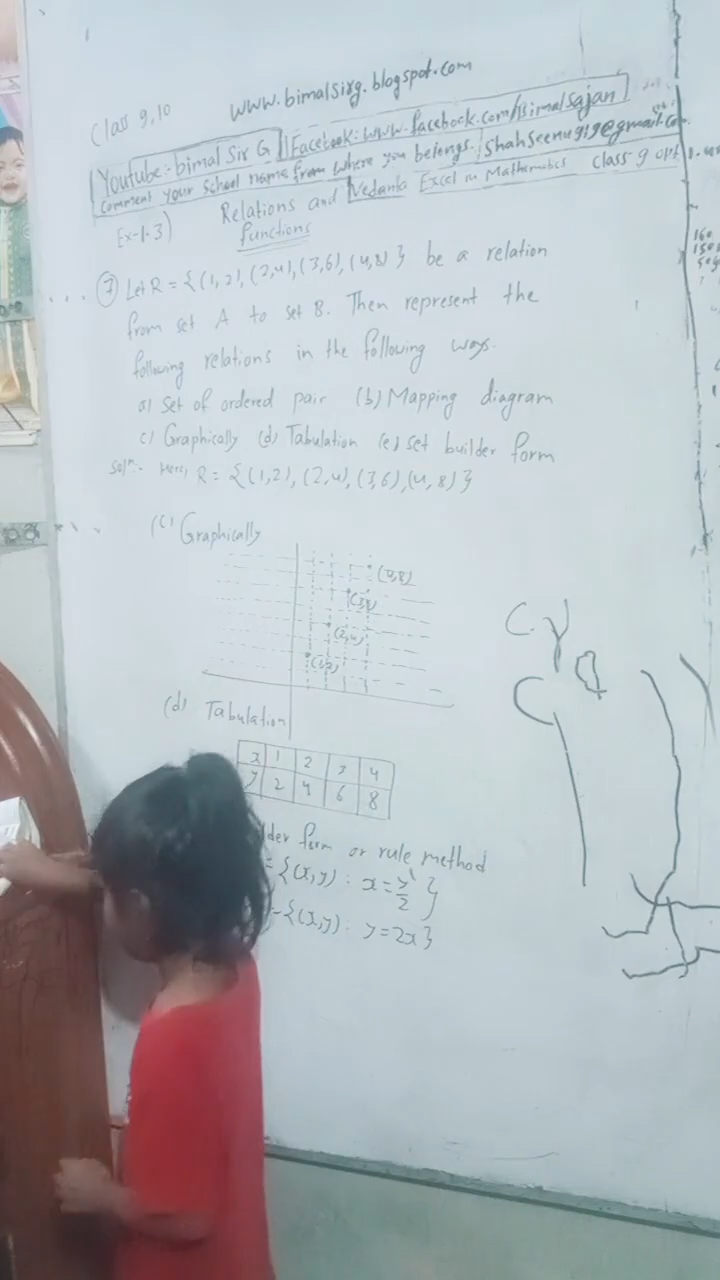 Class 9,10 www.bimalsirg.blogspot.com
Youtube: bimal Sir G Facebook: www.facebook.com/Bimalsajan
Comment your School name from where you belongs. shahseenu919@gmail.com
Ex-1.3) Relations and functions Vedanta Excel in Mathematics Class 9 opt
⑦ Let R = {(1,2), (2,4), (3,6), (4,8)} be a relation
from set A to set B. Then represent the
following relations in the following ways.
a) Set of ordered pair (b) Mapping diagram
c) Graphically (d) Tabulation (e) set builder form
Solⁿ:- Here, R = {(1,2), (2,4), (3,6), (4,8)}
(c) Graphically
(4,8)
(3,6)
(2,4)
(1,2)
(d) Tabulation
x 1 2 3 4
y 2 4 6 8
lder form or rule method
= {(x,y) : x = y/2}
= {(x,y) : y = 2x}